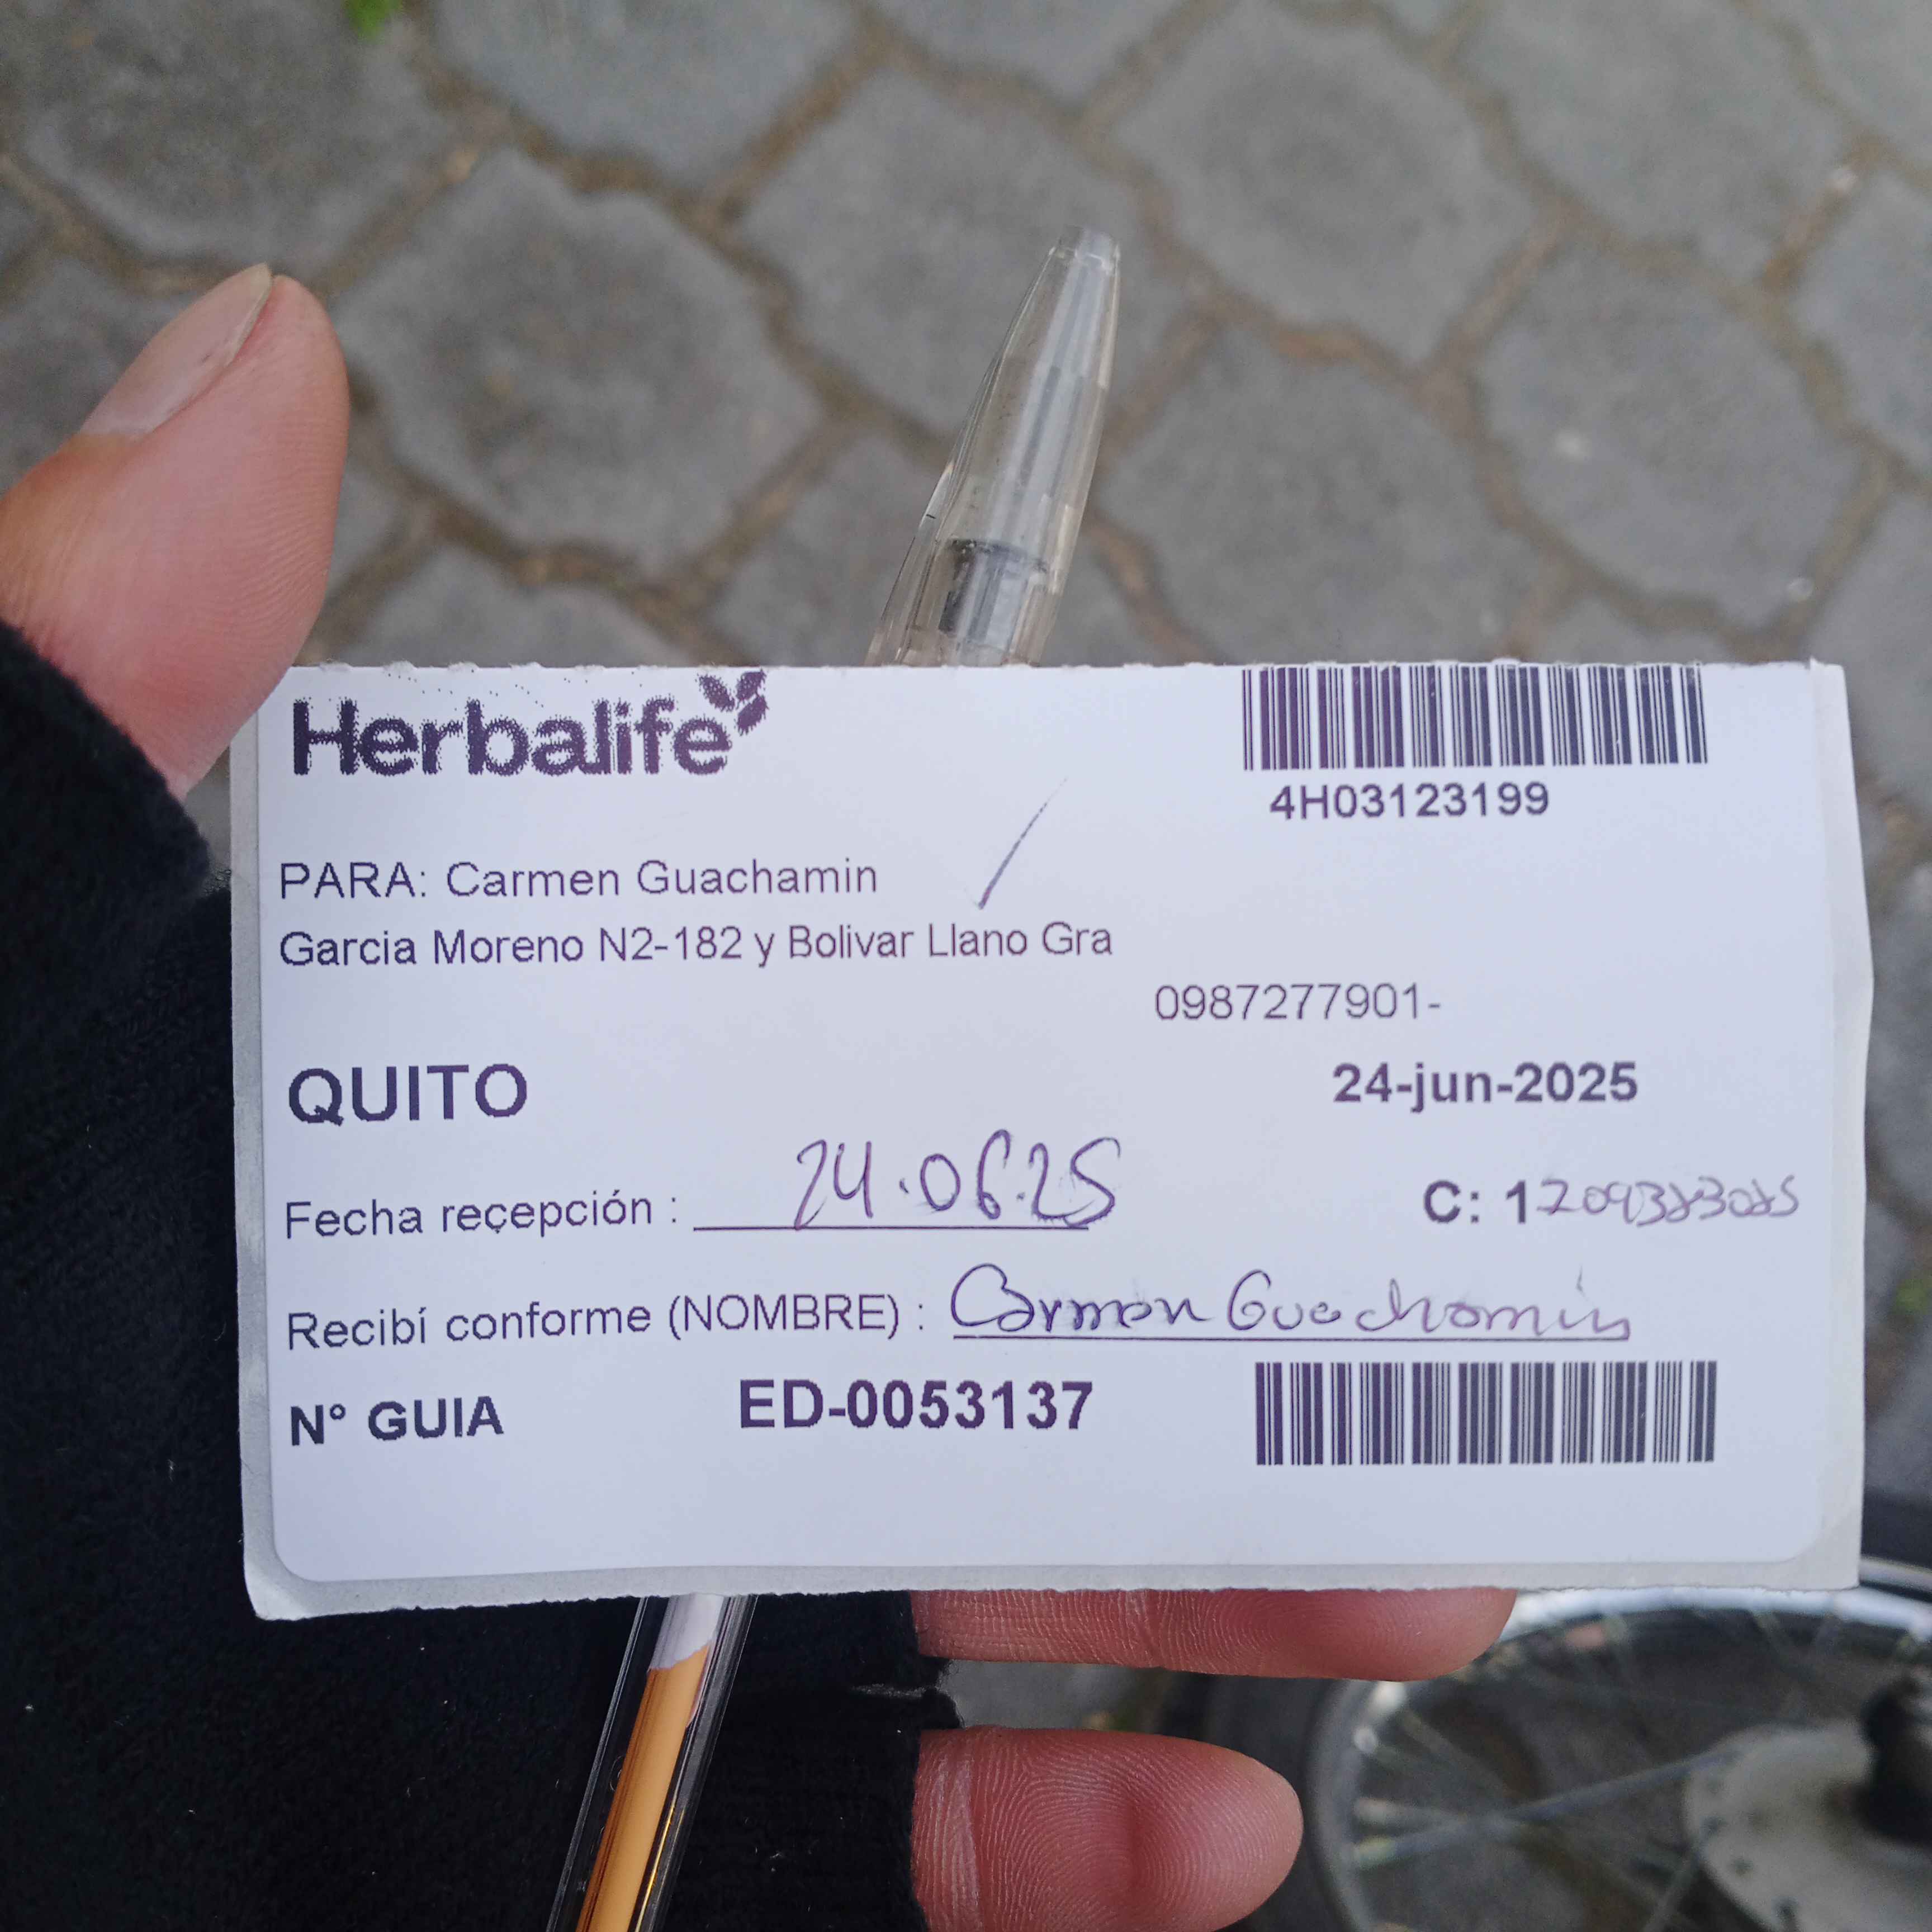 Herbalife
4H03123199
PARA: Carmen Guachamin
Garcia Moreno N2-182 y Bolivar Llano Gra
0987277901-
QUITO
24-jun-2025
Fecha recepción : 24.06.25
C: 1
Recibí conforme (NOMBRE) : Carmen Guachamin
N° GUIA ED-0053137